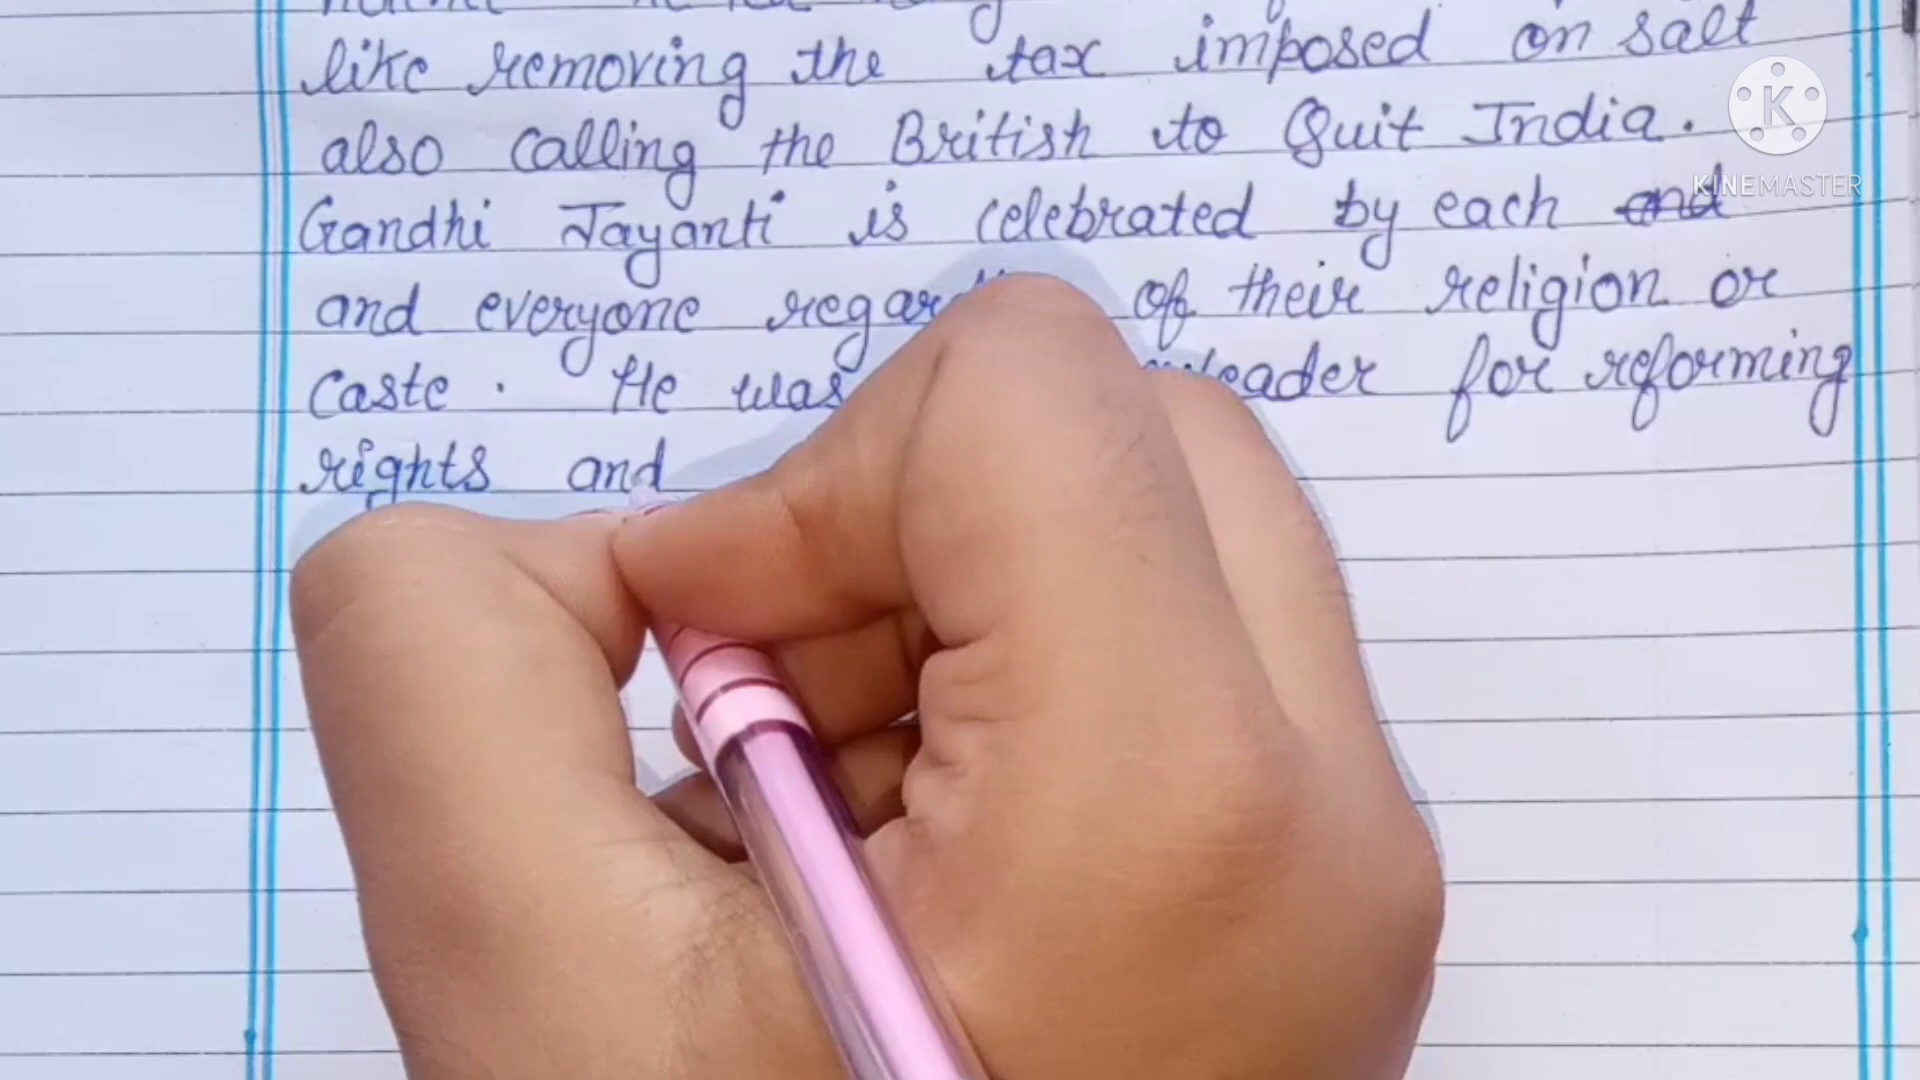 like removing the tax imposed on salt
also calling the British to Quit India.
Gandhi Jayanti is celebrated by each and
and everyone of their religion or
caste. He was leader for reforming
rights and
K
KINEMASTER